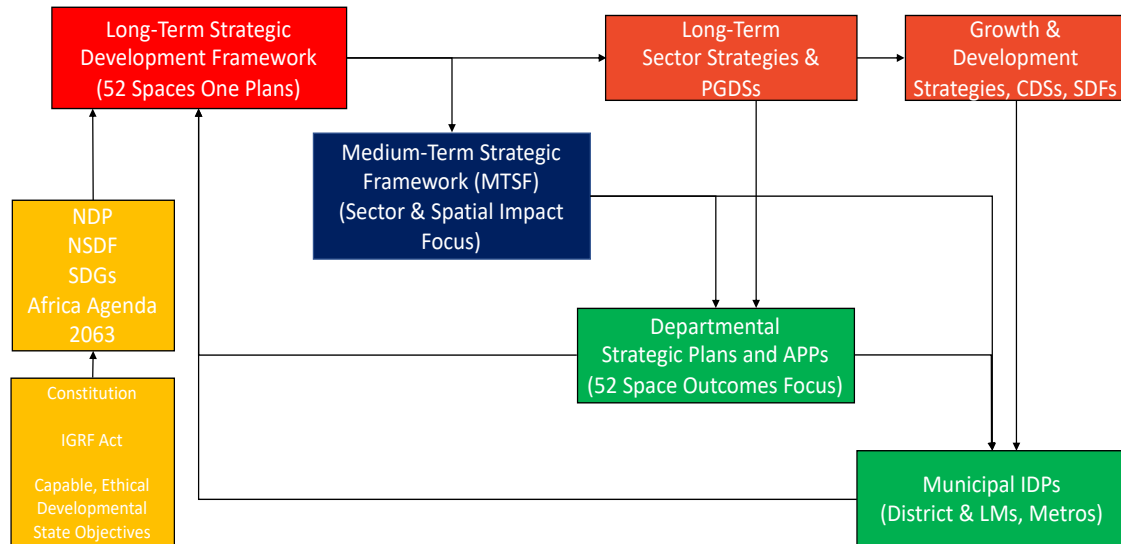 Long-Term Strategic
Development Framework
(52 Spaces One Plans)
Long-Term
Sector Strategies &
PGDSs
Growth &
Development
Strategies, CDSs, SDFs
Medium-Term Strategic
Framework (MTSF)
(Sector & Spatial Impact
Focus)
NDP
NSDF
SDGs
Africa Agenda
2063
Departmental
Strategic Plans and APPs
(52 Space Outcomes Focus)
Constitution
IGRF Act
Capable, Ethical
Developmental
State Objectives
Municipal IDPs
(District & LMs, Metros)